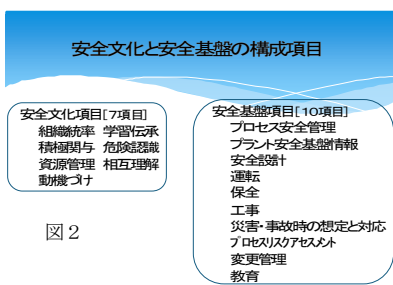 安全文化と安全基盤の構成項目
安全文化項目[7項目]
組織統率 学習伝承
積極関与 危険認識
資源管理 相互理解
動機づけ
図2
安全基盤項目[10項目]
プロセス安全管理
プラント安全基盤情報
安全設計
運転
保全
工事
災害・事故時の想定と対応
プロセスリスクアセスメント
変更管理
教育